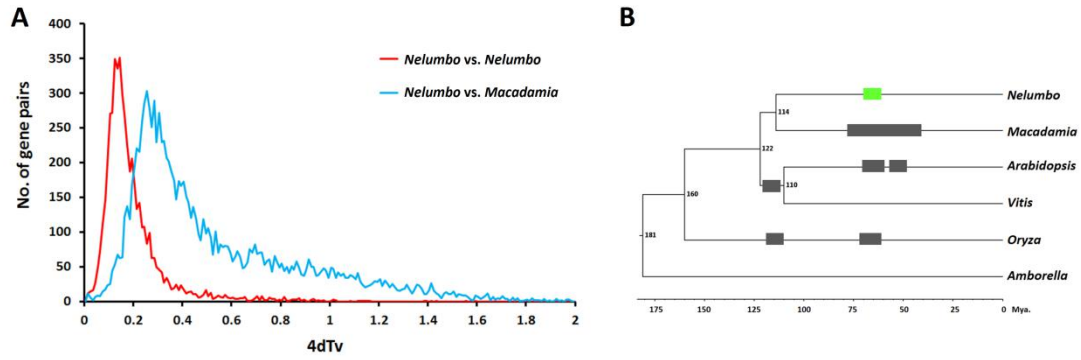 A
400
350
300
250
200
150
100
50
0
No. of gene pairs
Nelumbo vs. Nelumbo
Nelumbo vs. Macadamia
0 0.2 0.4 0.6 0.8 1 1.2 1.4 1.6 1.8 2
4dTv
B
Nelumbo
114
Macadamia
122
Arabidopsis
110
160
Vitis
181
Oryza
Amborella
175 150 125 100 75 50 25 0 Mya.